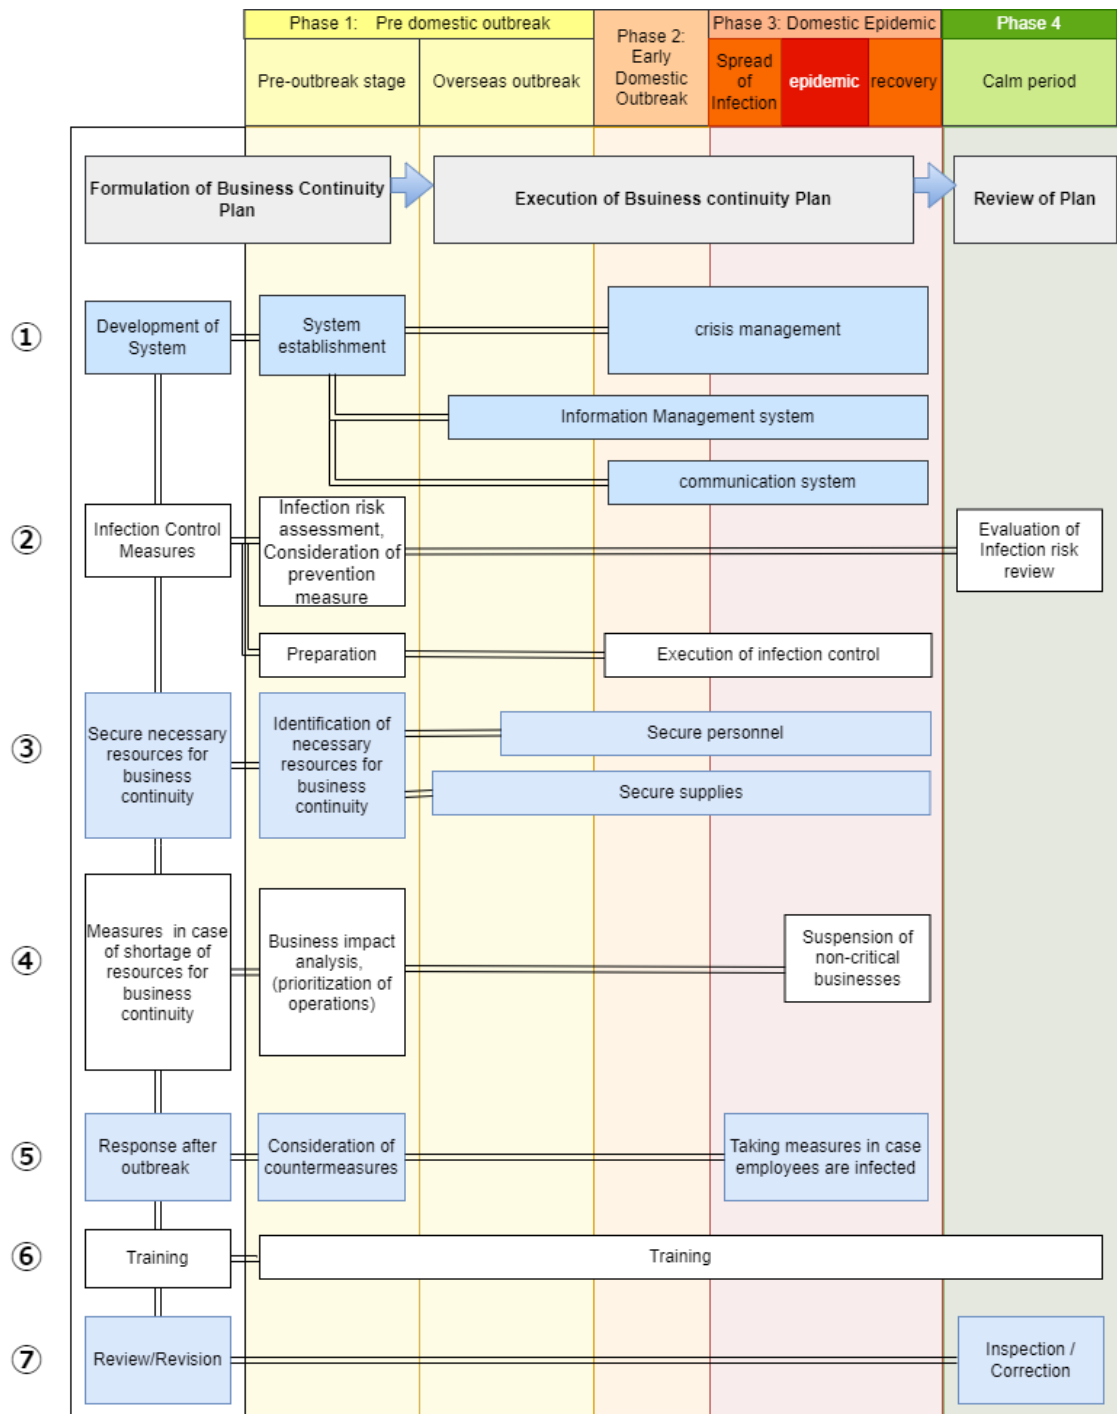 Phase 1:    Pre domestic outbreak
Phase 2:
Early
Domestic
Outbreak
Phase 3: Domestic Epidemic
Phase 4
Pre-outbreak stage
Overseas outbreak
Spread
of
Infection
epidemic
recovery
Calm period
Formulation of Business Continuity
Plan
Execution of Bsuiness continuity Plan
Review of Plan
①
Development of
System
System
establishment
crisis management
Information Management system
communication system
②
Infection Control
Measures
Infection risk
assessment,
Consideration of
prevention
measure
Evaluation of
Infection risk
review
Preparation
Execution of infection control
③
Secure necessary
resources for
business
continuity
Identification of
necessary
resources for
business
continuity
Secure personnel
Secure supplies
④
Measures  in case
of shortage of
resources for
business
continuity
Business impact
analysis,
(prioritization of
operations)
Suspension of
non-critical
businesses
⑤
Response after
outbreak
Consideration of
countermeasures
Taking measures in case
employees are infected
⑥
Training
Training
⑦
Review/Revision
Inspection /
Correction